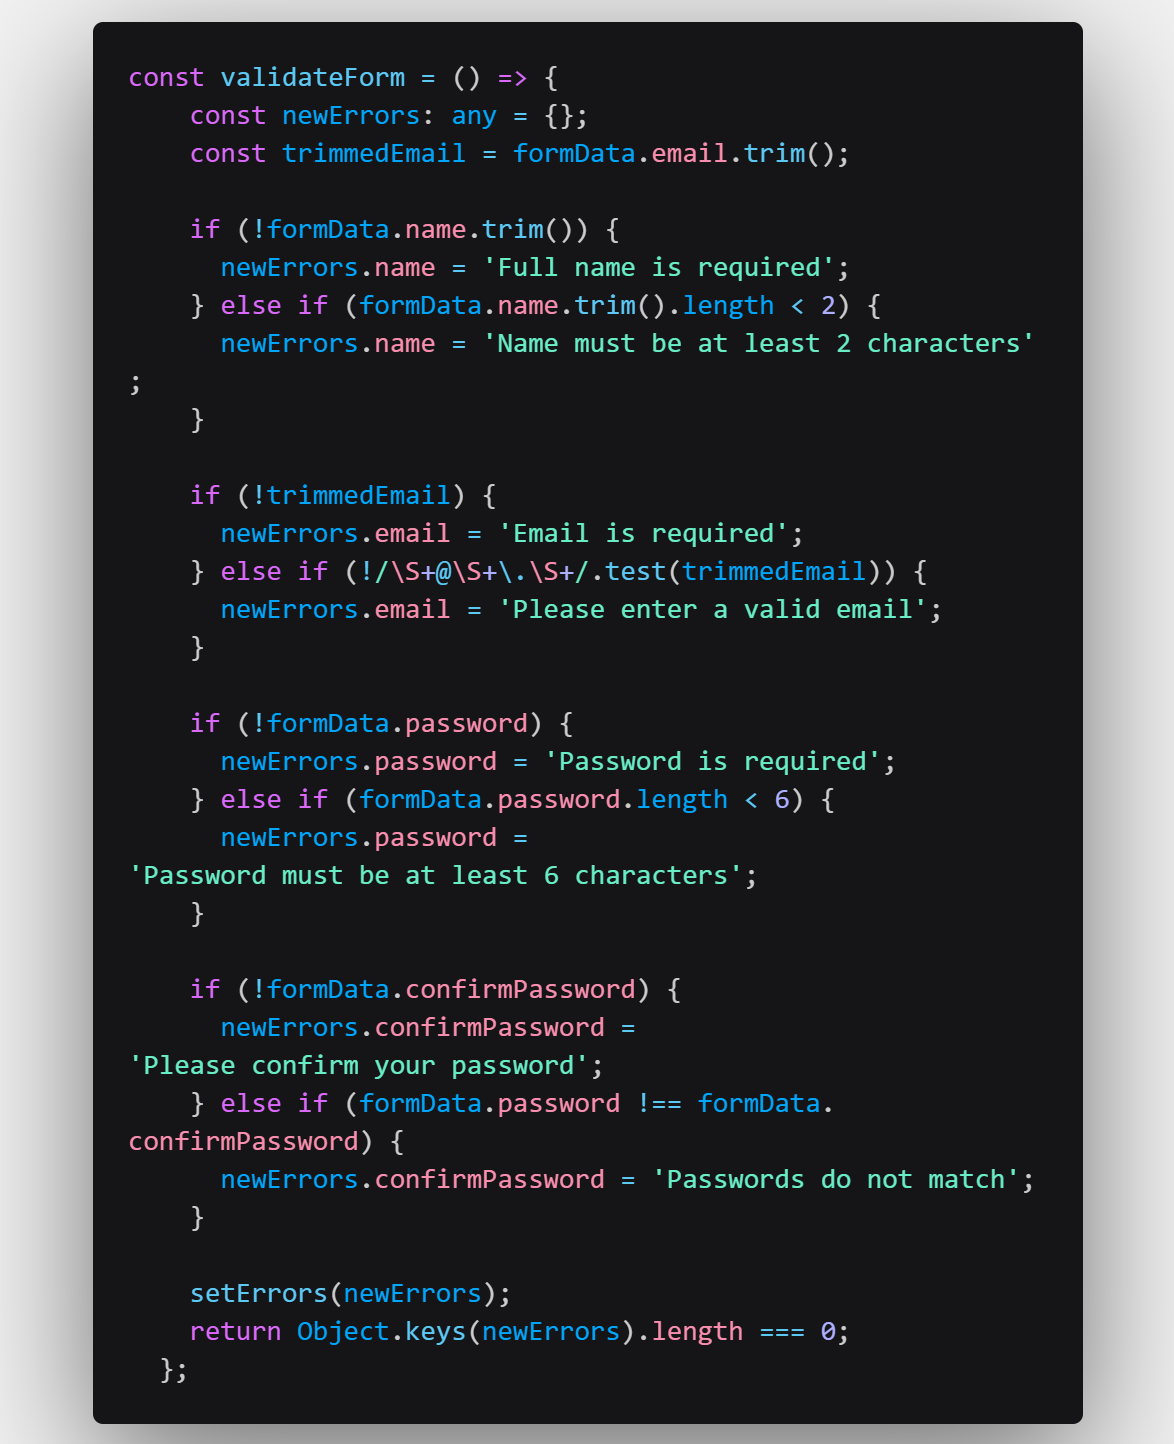 const validateForm = () => {
    const newErrors: any = {};
    const trimmedEmail = formData.email.trim();

    if (!formData.name.trim()) {
      newErrors.name = 'Full name is required';
    } else if (formData.name.trim().length < 2) {
      newErrors.name = 'Name must be at least 2 characters'
;
    }

    if (!trimmedEmail) {
      newErrors.email = 'Email is required';
    } else if (!/\S+@\S+\.\S+/.test(trimmedEmail)) {
      newErrors.email = 'Please enter a valid email';
    }

    if (!formData.password) {
      newErrors.password = 'Password is required';
    } else if (formData.password.length < 6) {
      newErrors.password =
'Password must be at least 6 characters';
    }

    if (!formData.confirmPassword) {
      newErrors.confirmPassword =
'Please confirm your password';
    } else if (formData.password !== formData.
confirmPassword) {
      newErrors.confirmPassword = 'Passwords do not match';
    }

    setErrors(newErrors);
    return Object.keys(newErrors).length === 0;
  };